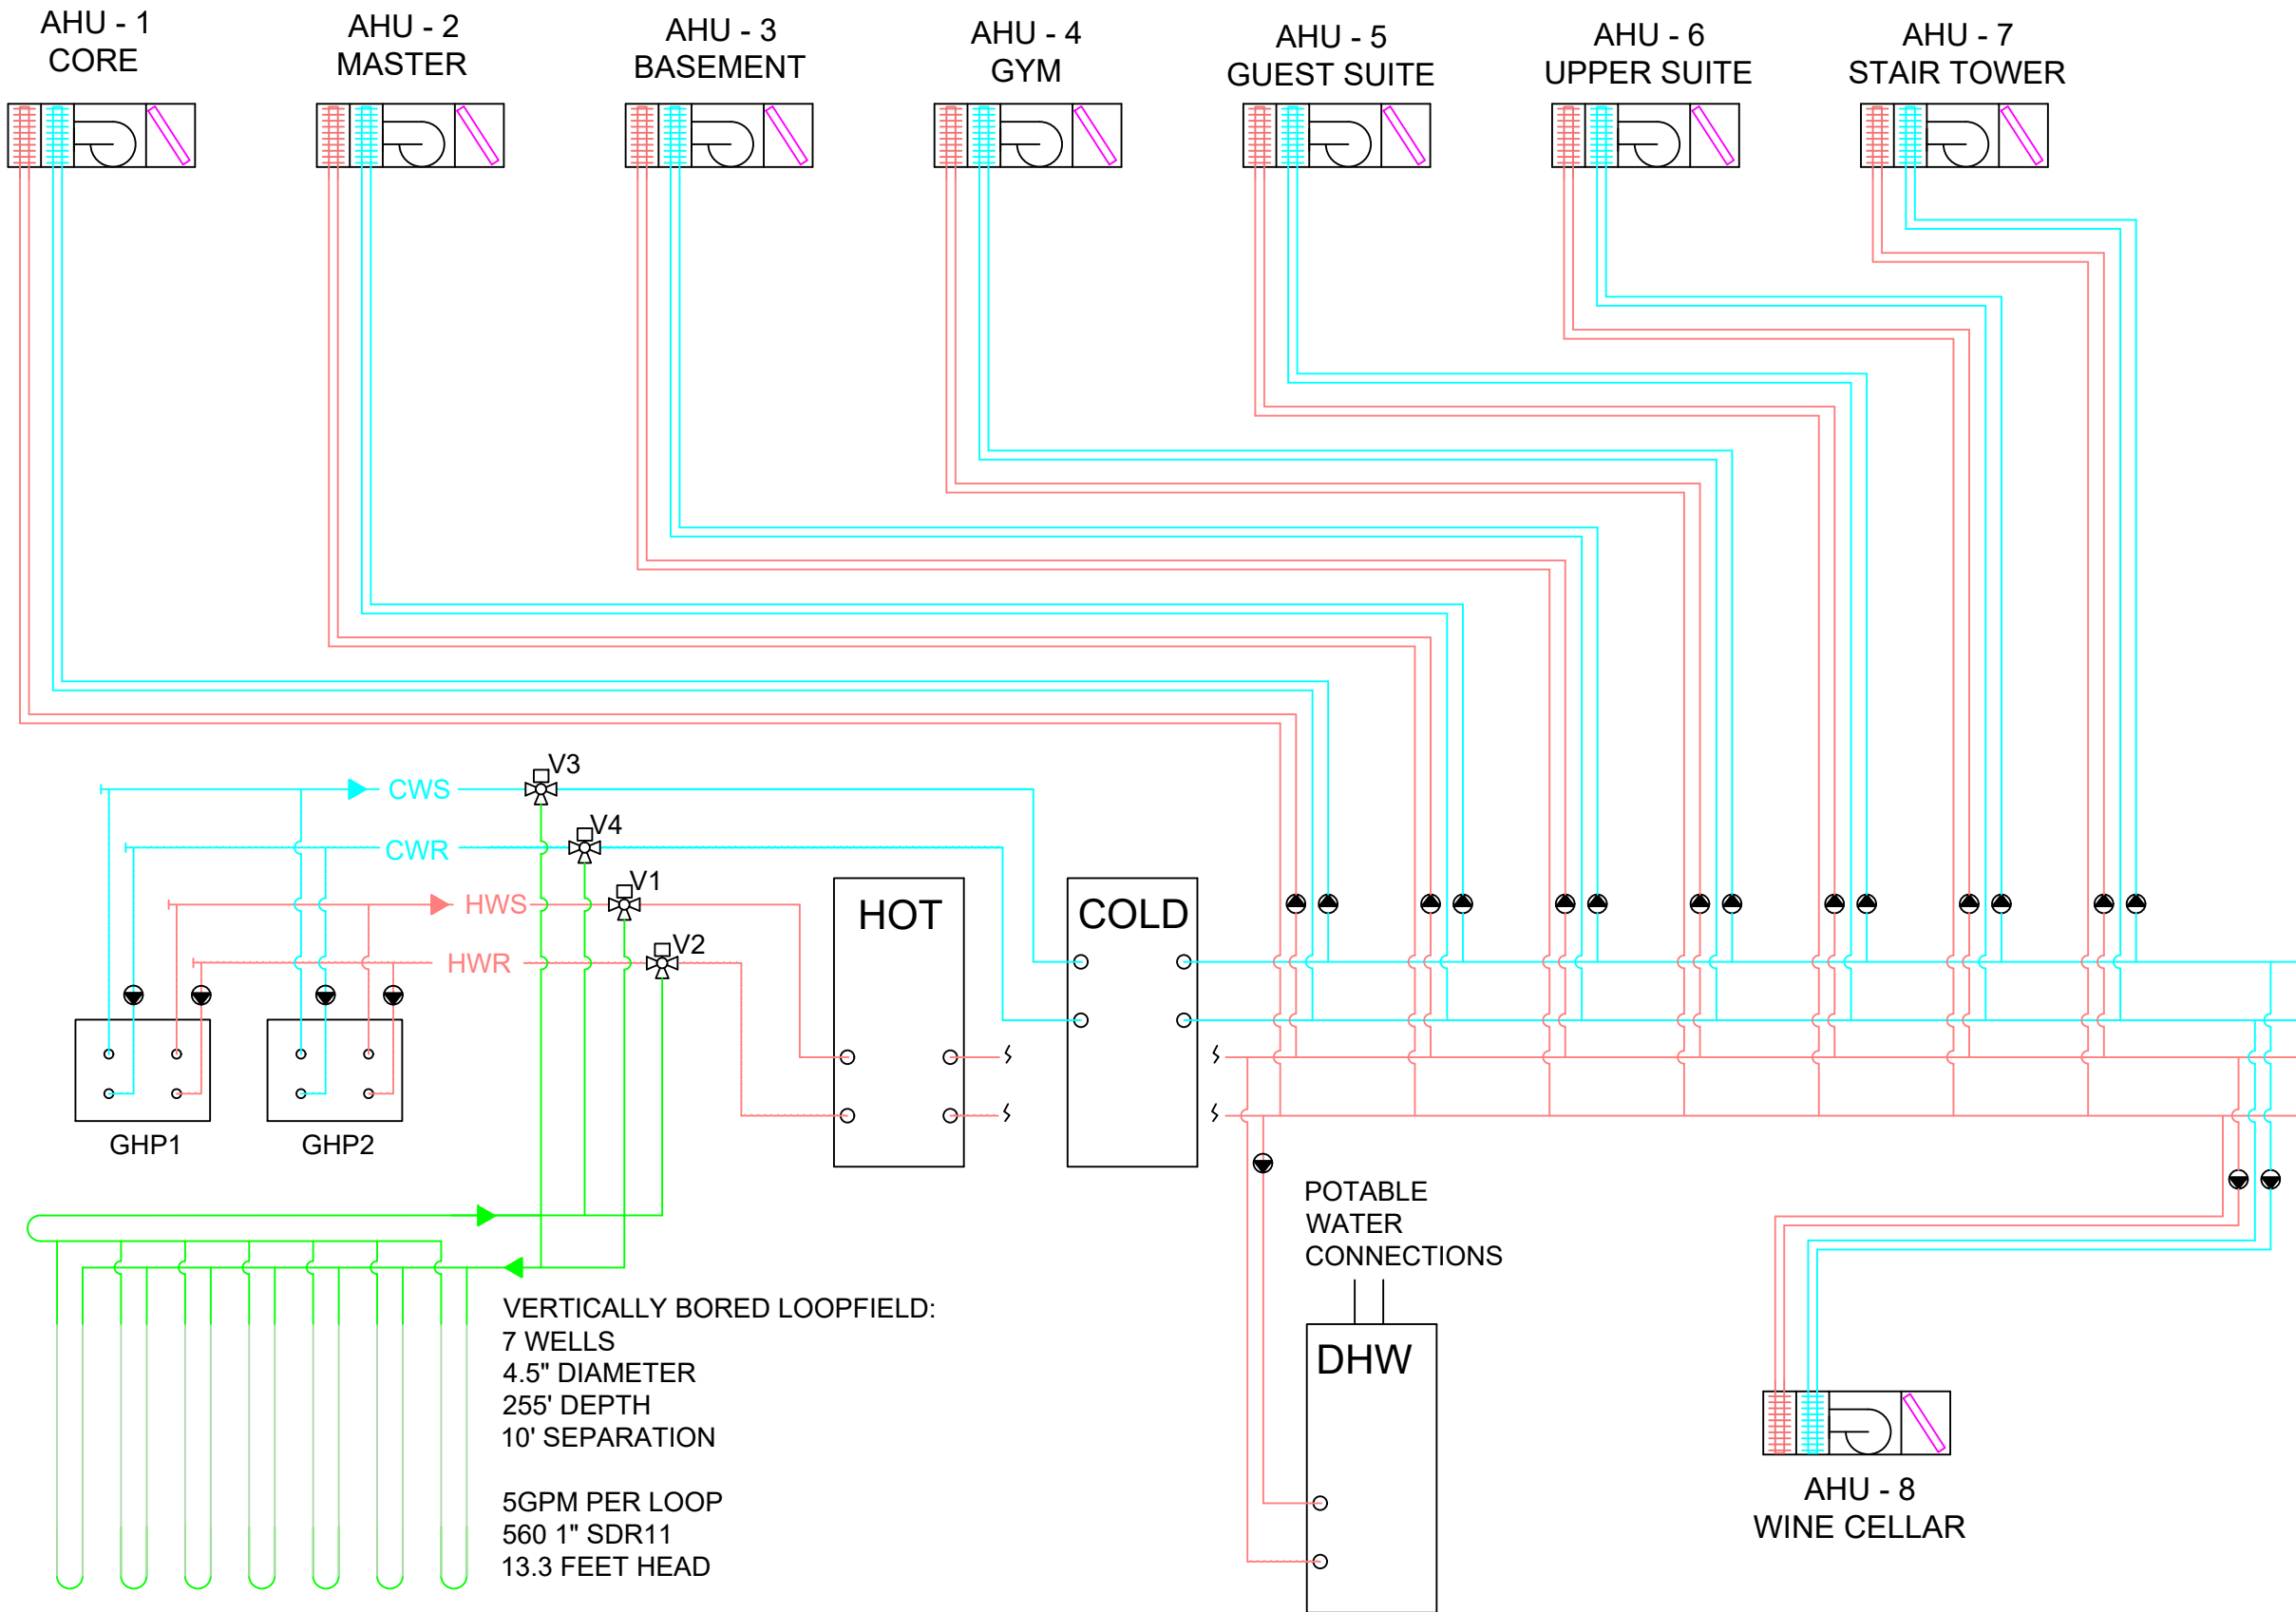 AHU - 1
CORE
AHU - 2
MASTER
AHU - 3
BASEMENT
AHU - 4
GYM
AHU - 5
GUEST SUITE
AHU - 6
UPPER SUITE
AHU - 7
STAIR TOWER
V3
CWS
V4
CWR
V1
HWS
V2
HWR
HOT
COLD
GHP1
GHP2
POTABLE
WATER
CONNECTIONS
VERTICALLY BORED LOOPFIELD:
7 WELLS
4.5" DIAMETER
255' DEPTH
10' SEPARATION
5GPM PER LOOP
560 1" SDR11
13.3 FEET HEAD
DHW
AHU - 8
WINE CELLAR